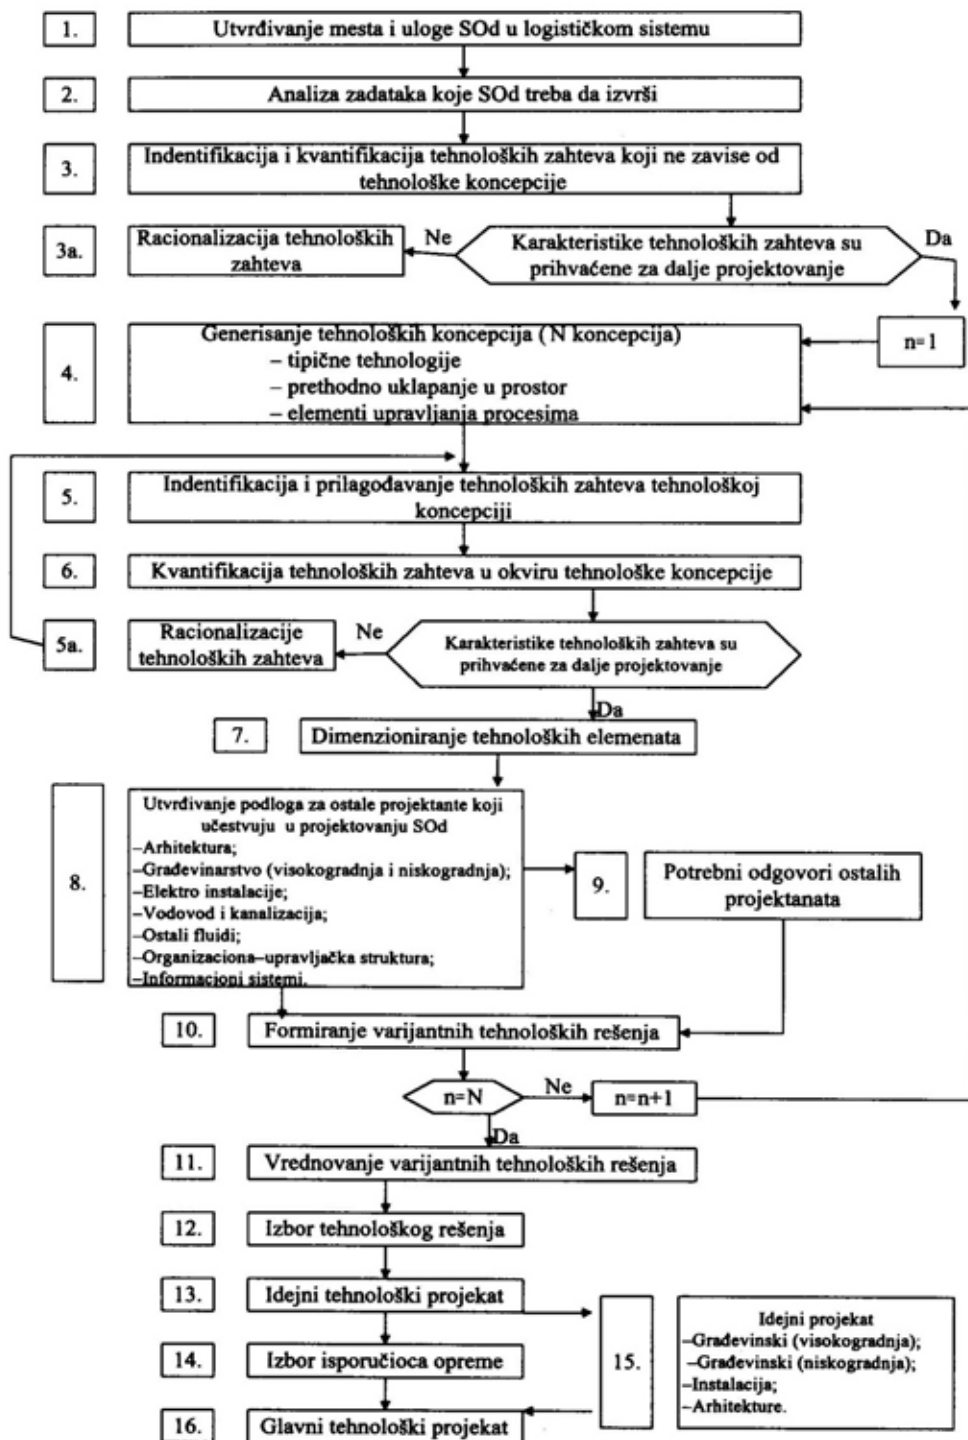 1.
Utvrđivanje mesta i uloge SOd u logističkom sistemu
2.
Analiza zadataka koje SOd treba da izvrši
3.
Indentifikacija i kvantifikacija tehnoloških zahteva koji ne zavise od
tehnološke koncepcije
3a.
Racionalizacija tehnoloških
zahteva
Ne
Karakteristike tehnoloških zahteva su
prihvaćene za dalje projektovanje
Da
n=1
4.
Generisanje tehnoloških koncepcija (N koncepcija)
– tipične tehnologije
– prethodno uklapanje u prostor
– elementi upravljanja procesima
5.
Indentifikacija i prilagođavanje tehnoloških zahteva tehnološkoj
koncepciji
6.
Kvantifikacija tehnoloških zahteva u okviru tehnološke koncepcije
5a.
Racionalizacije
tehnoloških zahteva
Ne
Karakteristike tehnoloških zahteva su
prihvaćene za dalje projektovanje
Da
7.
Dimenzioniranje tehnoloških elemenata
8.
Utvrđivanje podloga za ostale projektante koji
učestvuju u projektovanju SOd
–Arhitektura;
–Građevinarstvo (visokogradnja i niskogradnja);
–Elektro instalacije;
–Vodovod i kanalizacija;
–Ostali fluidi;
–Organizaciona–upravljačka struktura;
–Informacioni sistemi.
9.
Potrebni odgovori ostalih
projektanata
10.
Formiranje varijantnih tehnoloških rešenja
n=N
Ne
n=n+1
Da
11.
Vrednovanje varijantnih tehnoloških rešenja
12.
Izbor tehnološkog rešenja
13.
Idejni tehnološki projekat
14.
Izbor isporučioca opreme
15.
Idejni projekat
–Građevinski (visokogradnja);
–Građevinski (niskogradnja);
–Instalacija;
–Arhitekture.
16.
Glavni tehnološki projekat